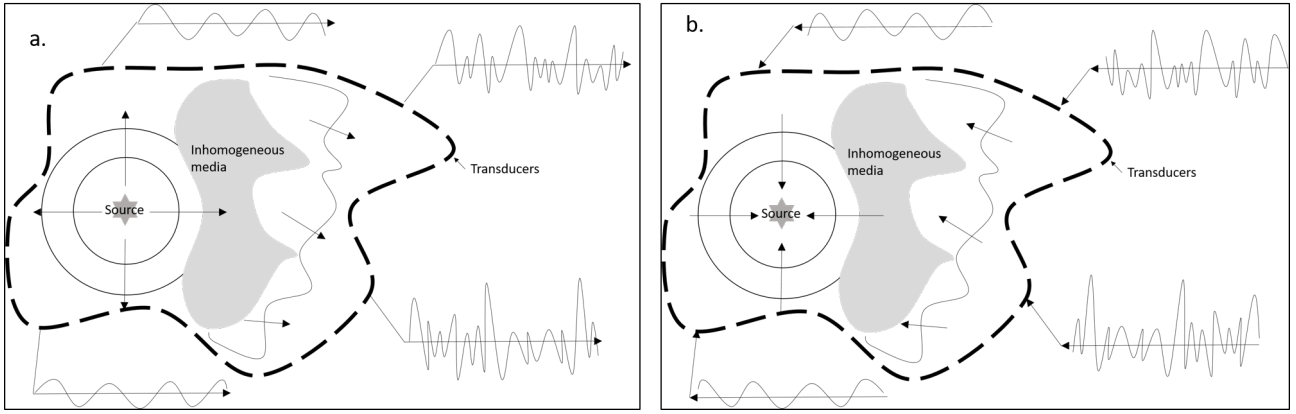 a.
Inhomogeneous
media
Transducers
Source
b.
Inhomogeneous
media
Transducers
Source